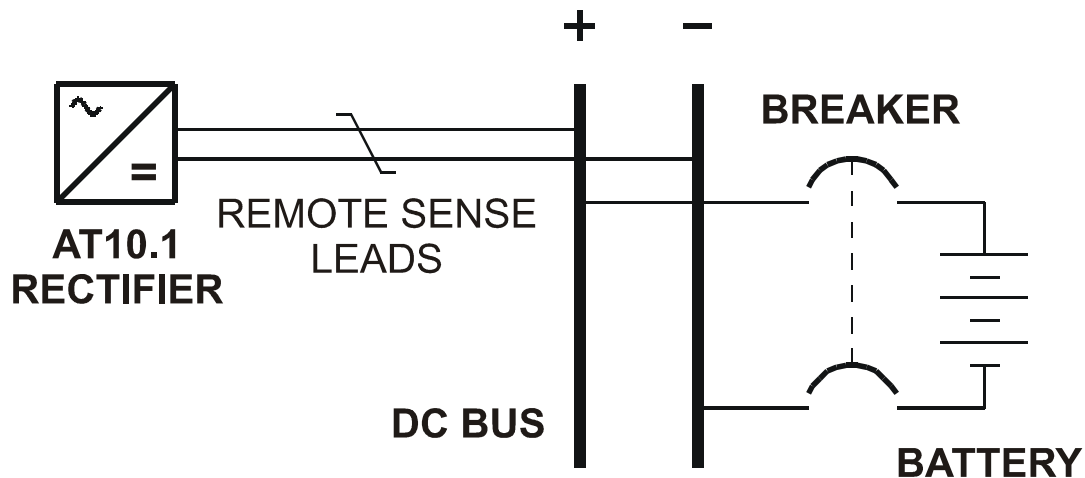 + −
BREAKER
REMOTE SENSE
LEADS
AT10.1
RECTIFIER
DC BUS
BATTERY